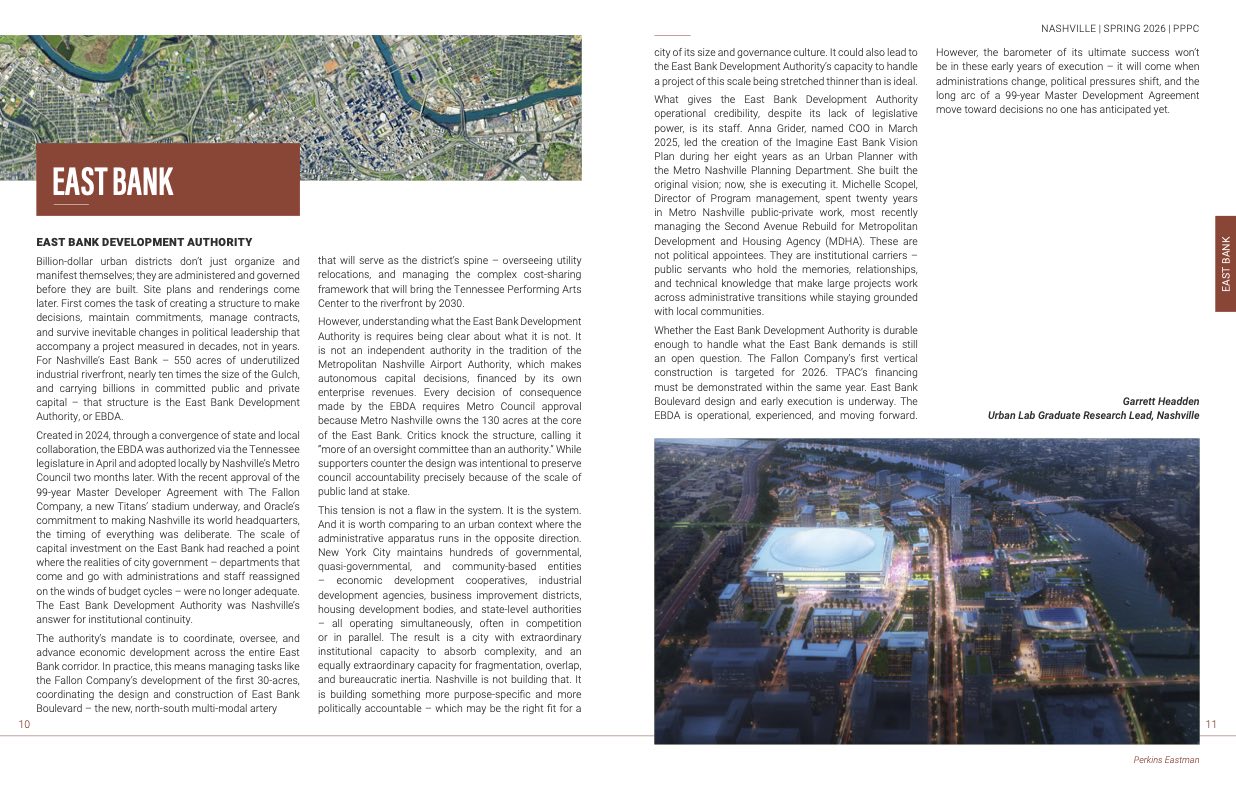 EAST BANK
EAST BANK DEVELOPMENT AUTHORITY
Billion-dollar urban districts don't just organize and
manifest themselves; they are administered and governed
before they are built. Site plans and renderings come
later. First comes the task of creating a structure to make
decisions, maintain commitments, manage contracts,
and survive inevitable changes in political leadership that
accompany a project measured in decades, not in years.
For Nashville's East Bank – 550 acres of underutilized
industrial riverfront, nearly ten times the size of the Gulch,
and carrying billions in committed public and private
capital – that structure is the East Bank Development
Authority, or EBDA.
Created in 2024, through a convergence of state and local
collaboration, the EBDA was authorized via the Tennessee
legislature in April and adopted locally by Nashville's Metro
Council two months later. With the recent approval of the
99-year Master Developer Agreement with The Fallon
Company, a new Titans' stadium underway, and Oracle's
commitment to making Nashville its world headquarters,
the timing of everything was deliberate. The scale of
capital investment on the East Bank had reached a point
where the realities of city government – departments that
come and go with administrations and staff reassigned
on the winds of budget cycles – were no longer adequate.
The East Bank Development Authority was Nashville's
answer for institutional continuity.
The authority's mandate is to coordinate, oversee, and
advance economic development across the entire East
Bank corridor. In practice, this means managing tasks like
the Fallon Company's development of the first 30-acres,
coordinating the design and construction of East Bank
Boulevard – the new, north-south multi-modal artery
that will serve as the district's spine – overseeing utility
relocations, and managing the complex cost-sharing
framework that will bring the Tennessee Performing Arts
Center to the riverfront by 2030.
However, understanding what the East Bank Development
Authority is requires being clear about what it is not. It
is not an independent authority in the tradition of the
Metropolitan Nashville Airport Authority, which makes
autonomous capital decisions, financed by its own
enterprise revenues. Every decision of consequence
made by the EBDA requires Metro Council approval
because Metro Nashville owns the 130 acres at the core
of the East Bank. Critics knock the structure, calling it
"more of an oversight committee than an authority." While
supporters counter the design was intentional to preserve
council accountability precisely because of the scale of
public land at stake.
This tension is not a flaw in the system. It is the system.
And it is worth comparing to an urban context where the
administrative apparatus runs in the opposite direction.
New York City maintains hundreds of governmental,
quasi-governmental, and community-based entities
– economic development cooperatives, industrial
development agencies, business improvement districts,
housing development bodies, and state-level authorities
– all operating simultaneously, often in competition
or in parallel. The result is a city with extraordinary
institutional capacity to absorb complexity, and an
equally extraordinary capacity for fragmentation, overlap,
and bureaucratic inertia. Nashville is not building that. It
is building something more purpose-specific and more
politically accountable – which may be the right fit for a
10
NASHVILLE | SPRING 2026 | PPPC
city of its size and governance culture. It could also lead to
the East Bank Development Authority's capacity to handle
a project of this scale being stretched thinner than is ideal.
What gives the East Bank Development Authority
operational credibility, despite its lack of legislative
power, is its staff. Anna Grider, named COO in March
2025, led the creation of the Imagine East Bank Vision
Plan during her eight years as an Urban Planner with
the Metro Nashville Planning Department. She built the
original vision; now, she is executing it. Michelle Scopel,
Director of Program management, spent twenty years
in Metro Nashville public-private work, most recently
managing the Second Avenue Rebuild for Metropolitan
Development and Housing Agency (MDHA). These are
not political appointees. They are institutional carriers –
public servants who hold the memories, relationships,
and technical knowledge that make large projects work
across administrative transitions while staying grounded
with local communities.
Whether the East Bank Development Authority is durable
enough to handle what the East Bank demands is still
an open question. The Fallon Company's first vertical
construction is targeted for 2026. TPAC's financing
must be demonstrated within the same year. East Bank
Boulevard design and early execution is underway. The
EBDA is operational, experienced, and moving forward.
However, the barometer of its ultimate success won't
be in these early years of execution – it will come when
administrations change, political pressures shift, and the
long arc of a 99-year Master Development Agreement
move toward decisions no one has anticipated yet.
Garrett Headden
Urban Lab Graduate Research Lead, Nashville
EAST BANK
11
Perkins Eastman